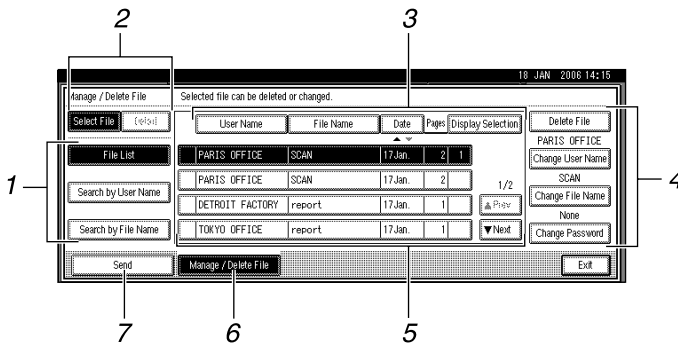 2
3
18 JAN 2006 14:15
Manage / Delete File
Selected file can be deleted or changed.
Select File
User Name
File Name
Date
Pages
Display Selection
Delete File
PARIS OFFICE
File List
PARIS OFFICE SCAN 17Jan. 2 1
Change User Name
1
4
Search by User Name
PARIS OFFICE SCAN 17Jan. 2
1/2
SCAN
Change File Name
DETROIT FACTORY report 17Jan. 1
▲Prev.
None
Search by File Name
TOKYO OFFICE report 17Jan. 1
▼Next
Change Password
Send
Manage / Delete File
Exit
7
6
5